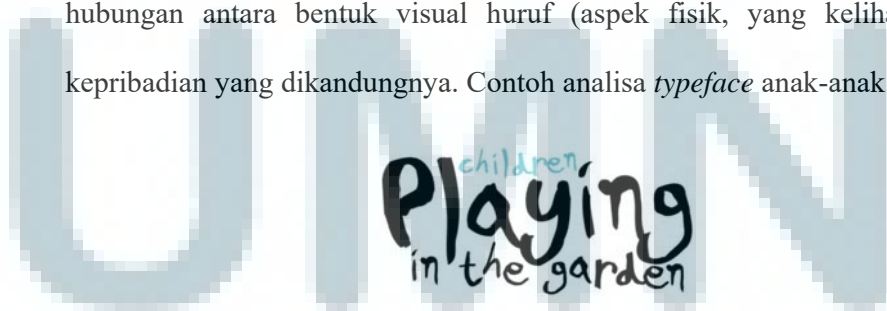 hubungan antara bentuk visual huruf (aspek fisik, yang
kepribadian yang dikandungnya. Contoh analisa typeface anak-anak
children
Playing
in the garden
UMN